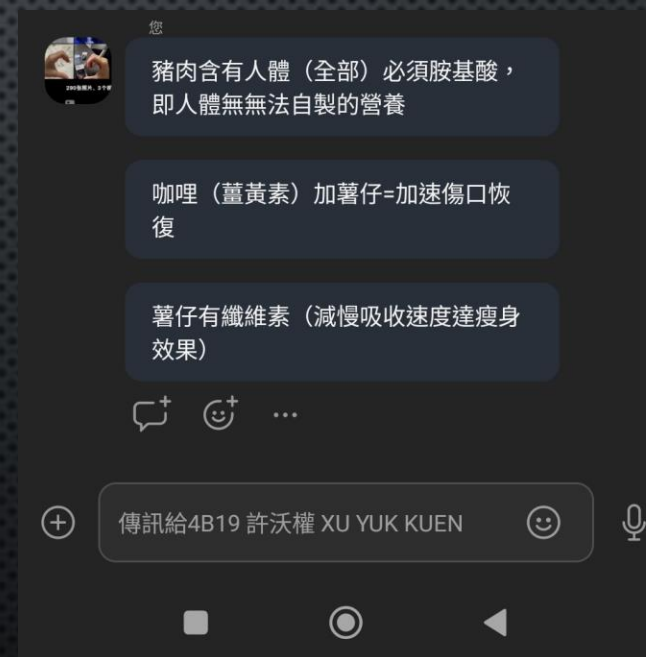 您
豬肉含有人體（全部）必須胺基酸，
即人體無無法自製的營養
咖哩（薑黃素）加薯仔=加速傷口恢
復
薯仔有纖維素（減慢吸收速度達瘦身
效果）
傳訊給4B19 許沃權 XU YUK KUEN